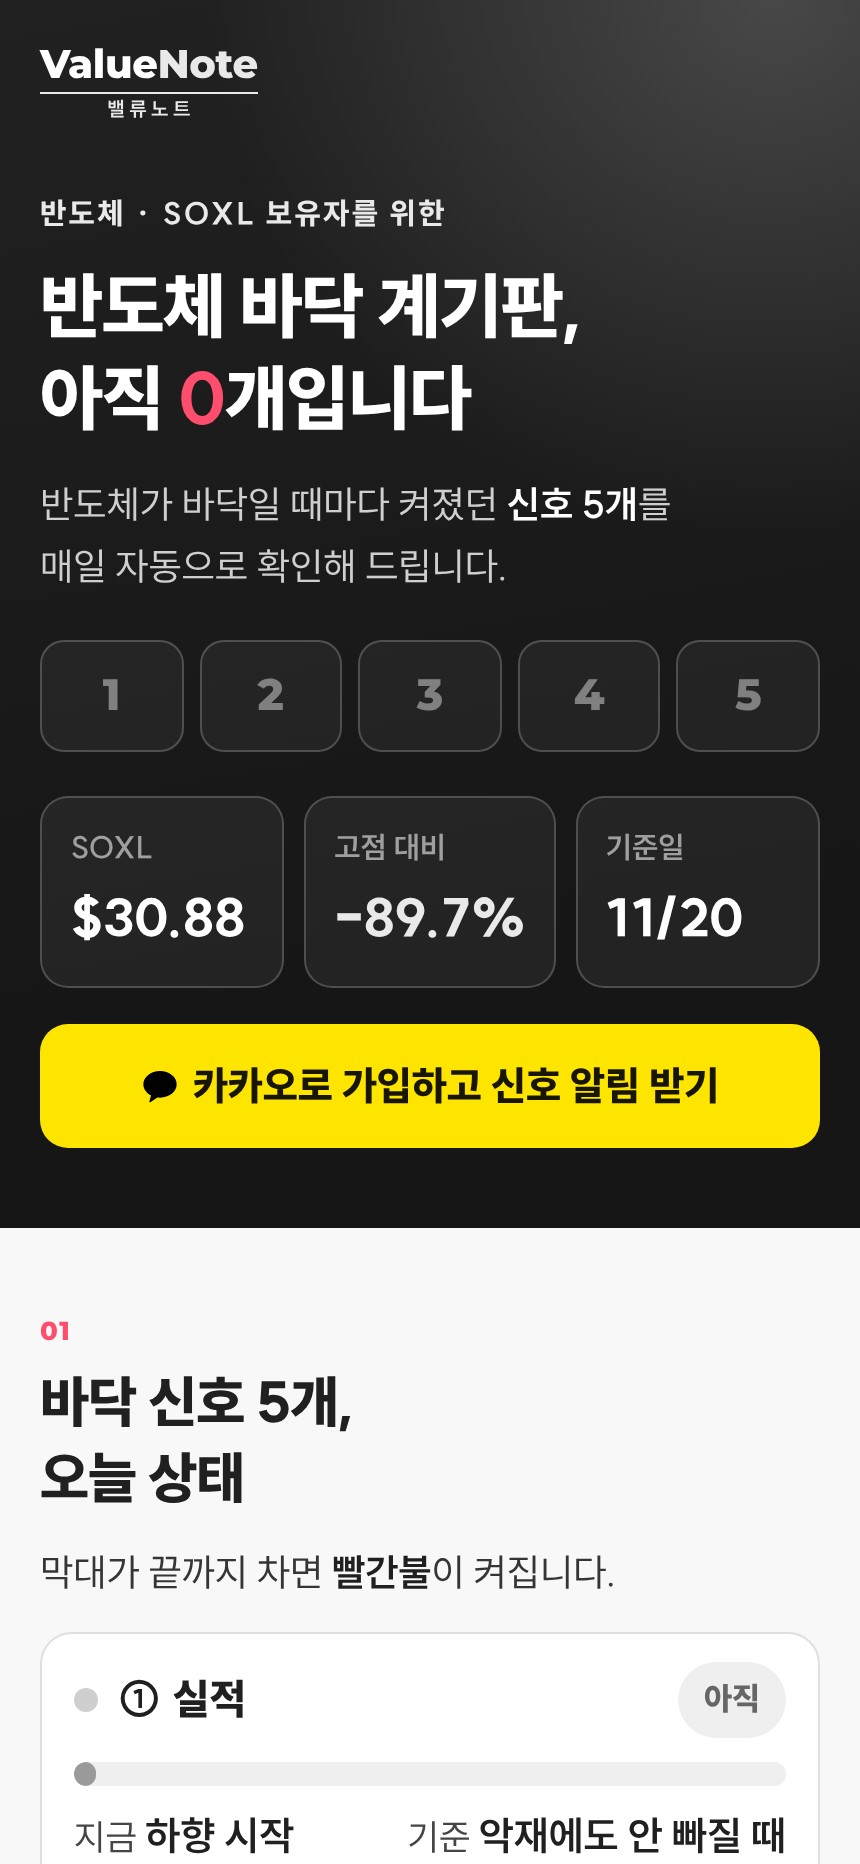 ValueNote
밸류노트
반도체 · SOXL 보유자를 위한
반도체 바닥 계기판,
아직 0개입니다
반도체가 바닥일 때마다 켜졌던 신호 5개를
매일 자동으로 확인해 드립니다.
1 2 3 4 5
SOXL 고점 대비 기준일
$30.88 −89.7% 11/20
카카오로 가입하고 신호 알림 받기
01
바닥 신호 5개,
오늘 상태
막대가 끝까지 차면 빨간불이 켜집니다.
① 실적 아직
지금 하향 시작 기준 악재에도 안 빠질 때